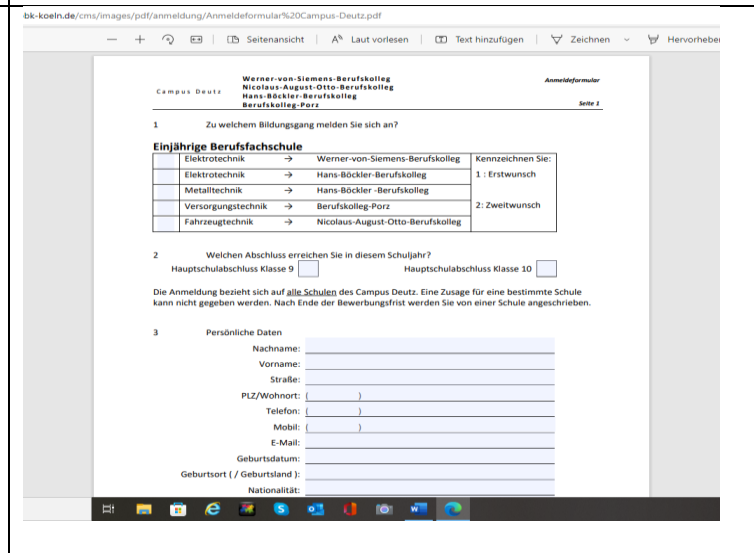 bk-koeln.de/cms/images/pdf/anmeldung/Anmeldeformular%20Campus-Deutz.pdf
Seitenansicht | A Laut vorlesen | Text hinzufügen | Zeichnen Hervorheben
Campus Deutz
Werner-von-Siemens-Berufskolleg
Nicolaus-August-Otto-Berufskolleg
Hans-Böckler-Berufskolleg
Berufskolleg-Porz
Anmeldeformular
Seite 1
1 Zu welchem Bildungsgang melden Sie sich an?
Einjährige Berufsfachschule
Elektrotechnik → Werner-von-Siemens-Berufskolleg Kennzeichnen Sie:
Elektrotechnik → Hans-Böckler-Berufskolleg 1 : Erstwunsch
Metalltechnik → Hans-Böckler -Berufskolleg
Versorgungstechnik → Berufskolleg-Porz 2: Zweitwunsch
Fahrzeugtechnik → Nicolaus-August-Otto-Berufskolleg
2 Welchen Abschluss erreichen Sie in diesem Schuljahr?
Hauptschulabschluss Klasse 9 Hauptschulabschluss Klasse 10
Die Anmeldung bezieht sich auf alle Schulen des Campus Deutz. Eine Zusage für eine bestimmte Schule
kann nicht gegeben werden. Nach Ende der Bewerbungsfrist werden Sie von einer Schule angeschrieben.
3 Persönliche Daten
Nachname:
Vorname:
Straße:
PLZ/Wohnort: ( )
Telefon: ( )
Mobil: ( )
E-Mail:
Geburtsdatum:
Geburtsort ( / Geburtsland ):
Nationalität: